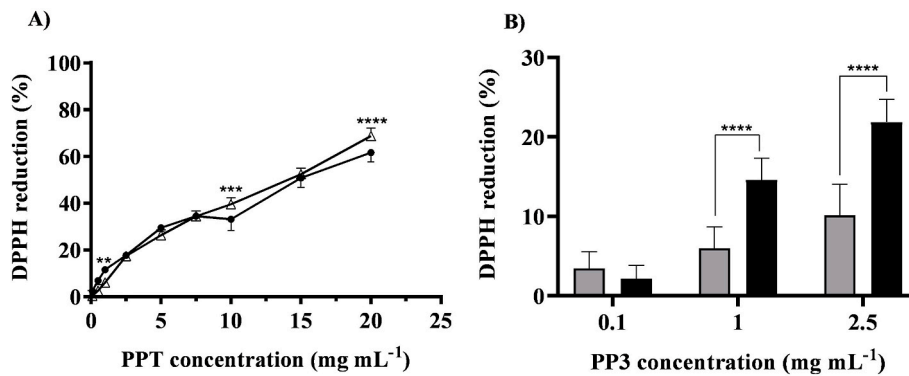 A)
DPPH reduction (%)
100
80
60
40
20
0
**
***
****
0 5 10 15 20 25
PPT concentration (mg mL⁻¹)
B)
DPPH reduction (%)
30
20
10
0
****
****
0.1 1 2.5
PP3 concentration (mg mL⁻¹)